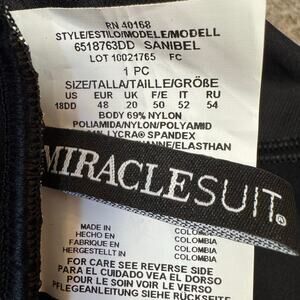 RN 40168
STYLE/ESTILO/MODELE/MODELL
6518763DD SANIBEL
LOT 10021765 FC
1 PC
SIZE/TALLA/TAILLE/GRÖßE
US EUR UK F/E IT RU
18DD 48 20 50 52 54
BODY 69% NYLON
POLIAMIDA/NYLON/POLYAMID
LYCRA® SPANDEX
/ELASTHAN
MIRACLESUIT®
MADE IN COLOMBIA
HECHO EN COLOMBIA
FABRIQUE EN COLOMBIA
HERGESTELLT IN COLOMBIA
FOR CARE SEE REVERSE SIDE
PARA EL CUIDADO VEA EL DORSO
POUR LE SOIN VOIR LE VERSO
PFLEGEANLEITUNG SIEHE RÜCKSEITE